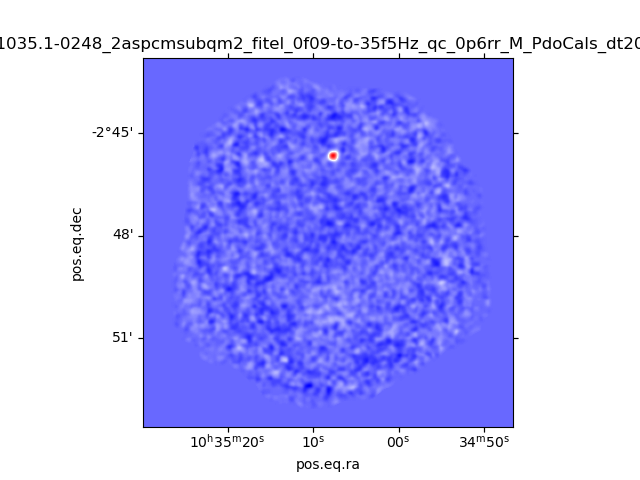 1035.1-0248_2aspcmsubqm2_fitel_0f09-to-35f5Hz_qc_0p6rr_M_PdoCals_dt20
-2°45'
48'
51'
pos.eq.dec
10ʰ35ᵐ20ˢ 10ˢ 00ˢ 34ᵐ50ˢ
pos.eq.ra